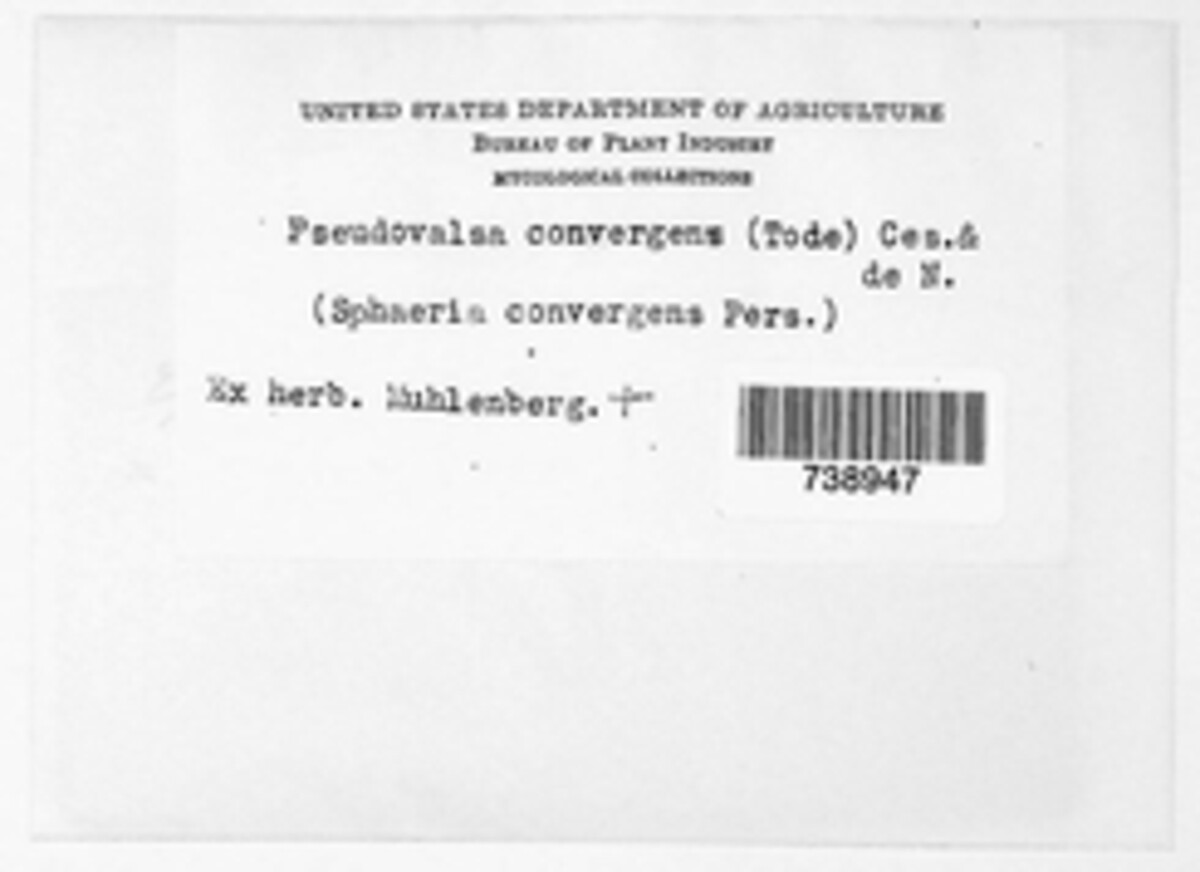 UNITED STATES DEPARTMENT OF AGRICULTURE
BUREAU OF PLANT INDUSTRY
MYCOLOGICAL COLLECTIONS
Pseudovalsa convergens (Tode) Ces.&
de N.
(Sphaeria convergens Pers.)
Ex herb. Muhlenberg. +-
738947